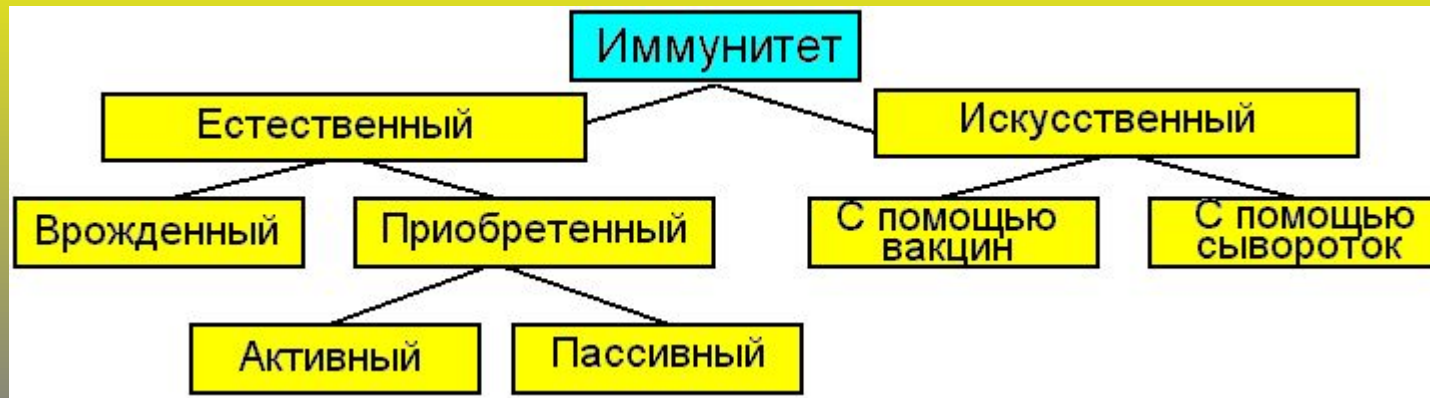 Иммунитет
Естественный
Искусственный
Врожденный
Приобретенный
С помощью
вакцин
С помощью
сывороток
Активный
Пассивный